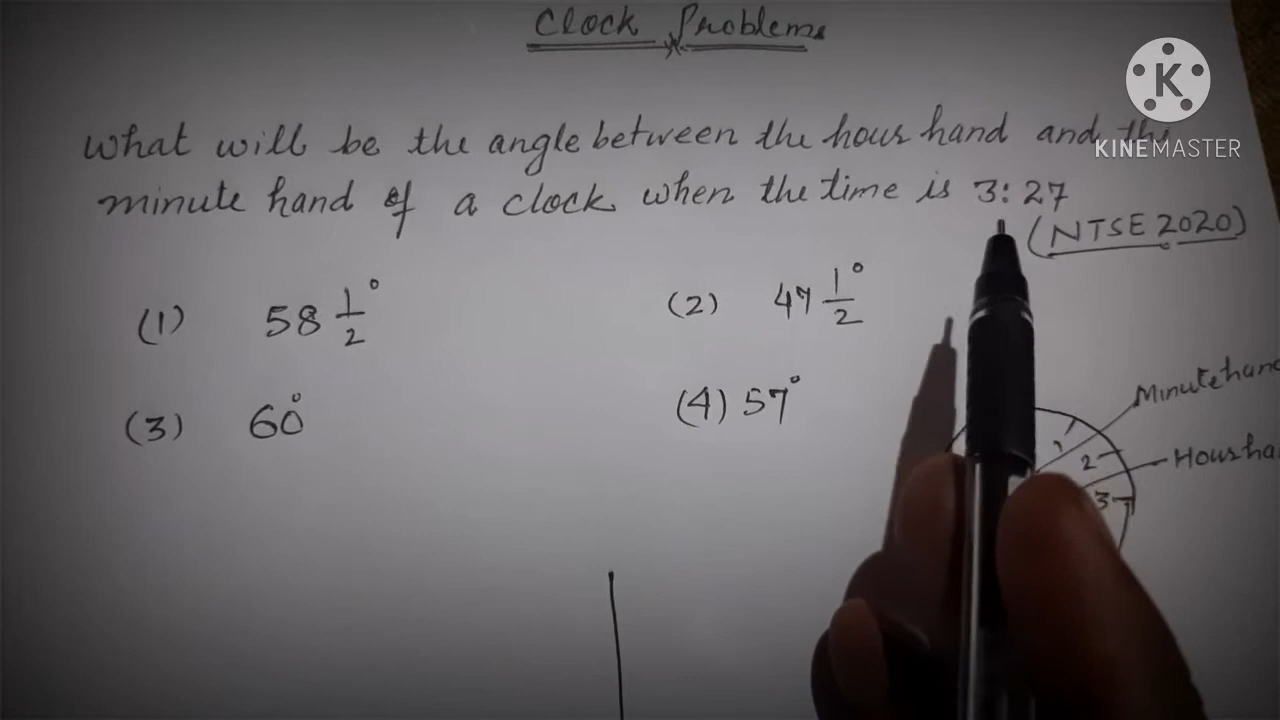 Clock Problems
What will be the angle between the hour hand and the
minute hand of a clock when the time is 3:27
(NTSE 2020)
(1) 58 1/2° (2) 47 1/2°
(3) 60° (4) 57°
Minute hand
1
2
3
Hour ha
K
KINEMASTER